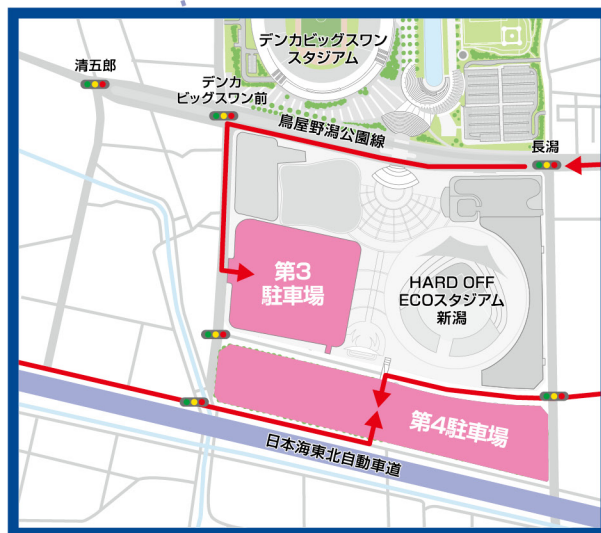 デンカビッグスワン
スタジアム
清五郎
デンカ
ビッグスワン前
鳥屋野潟公園線
長潟
第3
駐車場
HARD OFF
ECOスタジアム
新潟
第4駐車場
日本海東北自動車道